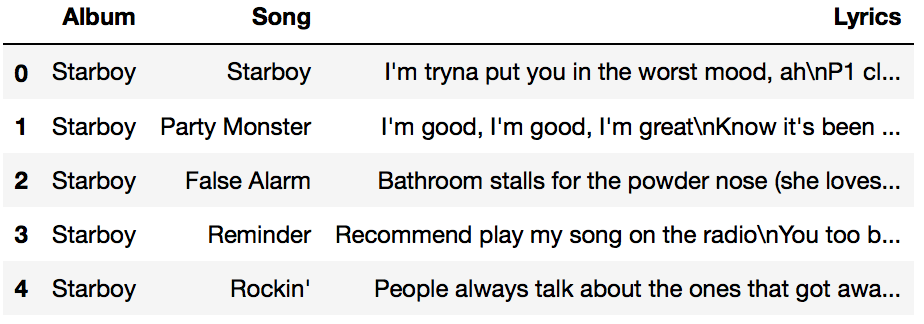 Album Song Lyrics
0 Starboy Starboy I'm tryna put you in the worst mood, ah\nP1 cl...
1 Starboy Party Monster I'm good, I'm good, I'm great\nKnow it's been ...
2 Starboy False Alarm Bathroom stalls for the powder nose (she loves...
3 Starboy Reminder Recommend play my song on the radio\nYou too b...
4 Starboy Rockin' People always talk about the ones that got awa...